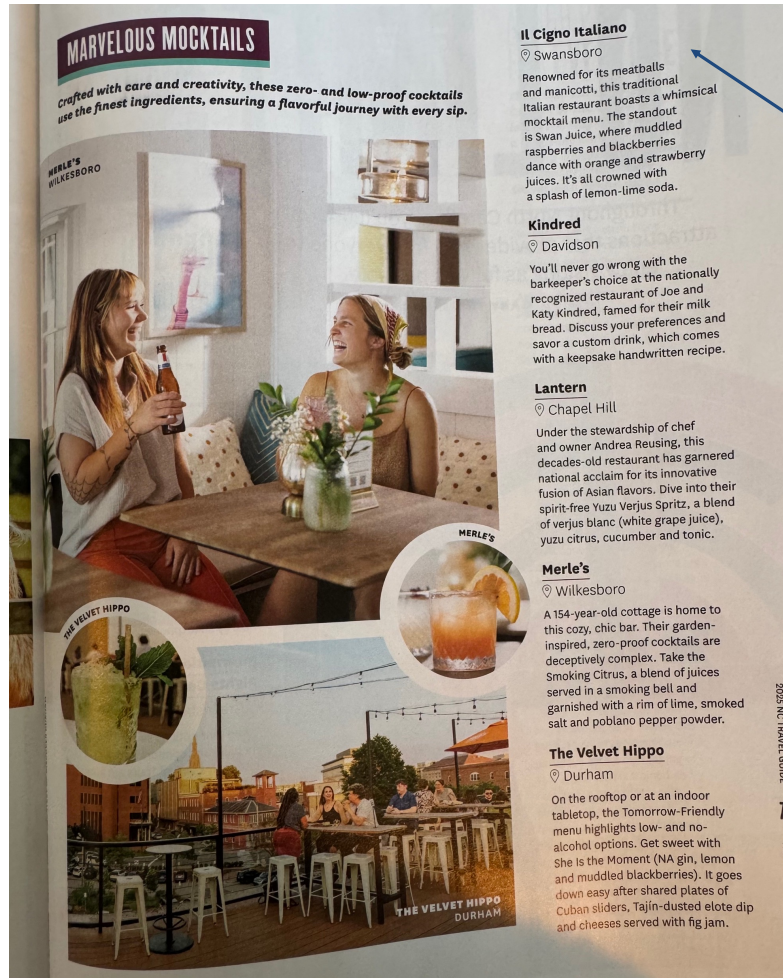 MARVELOUS MOCKTAILS
Crafted with care and creativity, these zero- and low-proof cocktails
use the finest ingredients, ensuring a flavorful journey with every sip.
MERLE'S
WILKESBORO
MERLE'S
THE VELVET HIPPO
THE VELVET HIPPO
DURHAM
Il Cigno Italiano
Swansboro
Renowned for its meatballs
and manicotti, this traditional
Italian restaurant boasts a whimsical
mocktail menu. The standout
is Swan Juice, where muddled
raspberries and blackberries
dance with orange and strawberry
juices. It's all crowned with
a splash of lemon-lime soda.
Kindred
Davidson
You'll never go wrong with the
barkeeper's choice at the nationally
recognized restaurant of Joe and
Katy Kindred, famed for their milk
bread. Discuss your preferences and
savor a custom drink, which comes
with a keepsake handwritten recipe.
Lantern
Chapel Hill
Under the stewardship of chef
and owner Andrea Reusing, this
decades-old restaurant has garnered
national acclaim for its innovative
fusion of Asian flavors. Dive into their
spirit-free Yuzu Verjus Spritz, a blend
of verjus blanc (white grape juice),
yuzu citrus, cucumber and tonic.
Merle's
Wilkesboro
A 154-year-old cottage is home to
this cozy, chic bar. Their garden-
inspired, zero-proof cocktails are
deceptively complex. Take the
Smoking Citrus, a blend of juices
served in a smoking bell and
garnished with a rim of lime, smoked
salt and poblano pepper powder.
The Velvet Hippo
Durham
On the rooftop or at an indoor
tabletop, the Tomorrow-Friendly
menu highlights low- and no-
alcohol options. Get sweet with
She Is the Moment (NA gin, lemon
and muddled blackberries). It goes
down easy after shared plates of
Cuban sliders, Tajín-dusted elote dip
and cheeses served with fig jam.
2025 NC TRAVEL GUIDE